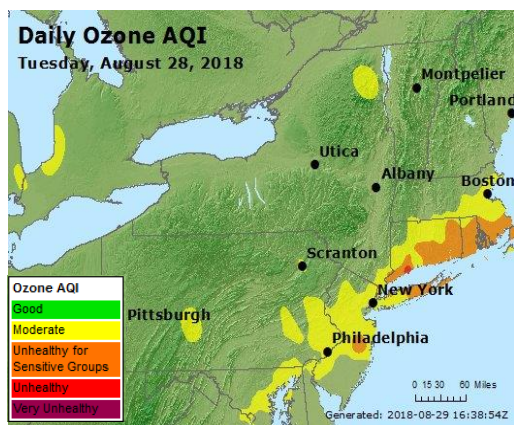 Daily Ozone AQI
Tuesday, August 28, 2018
Montpelier
Portland
Utica
Albany
Boston
Scranton
New York
Pittsburgh
Philadelphia
Ozone AQI
Good
Moderate
Unhealthy for
Sensitive Groups
Unhealthy
Very Unhealthy
0 15 30 60 Miles
Generated: 2018-08-29 16:38:54Z